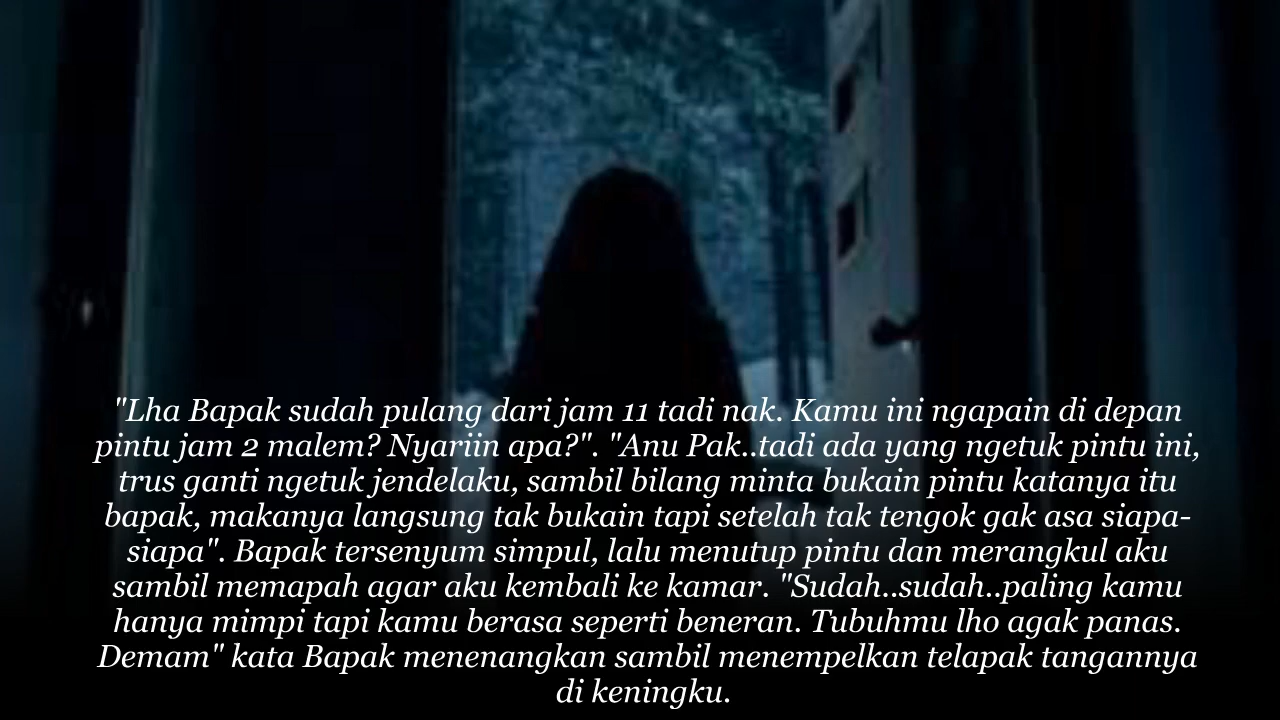 "Lha Bapak sudah pulang dari jam 11 tadi nak. Kamu ini ngapain di depan
pintu jam 2 malem? Nyariin apa?". "Anu Pak..tadi ada yang ngetuk pintu ini,
trus ganti ngetuk jendelaku, sambil bilang minta bukain pintu katanya itu
bapak, makanya langsung tak bukain tapi setelah tak tengok gak asa siapa-
siapa". Bapak tersenyum simpul, lalu menutup pintu dan merangkul aku
sambil memapah agar aku kembali ke kamar. "Sudah..sudah..paling kamu
hanya mimpi tapi kamu berasa seperti beneran. Tubuhmu lho agak panas.
Demam" kata Bapak menenangkan sambil menempelkan telapak tangannya
di keningku.